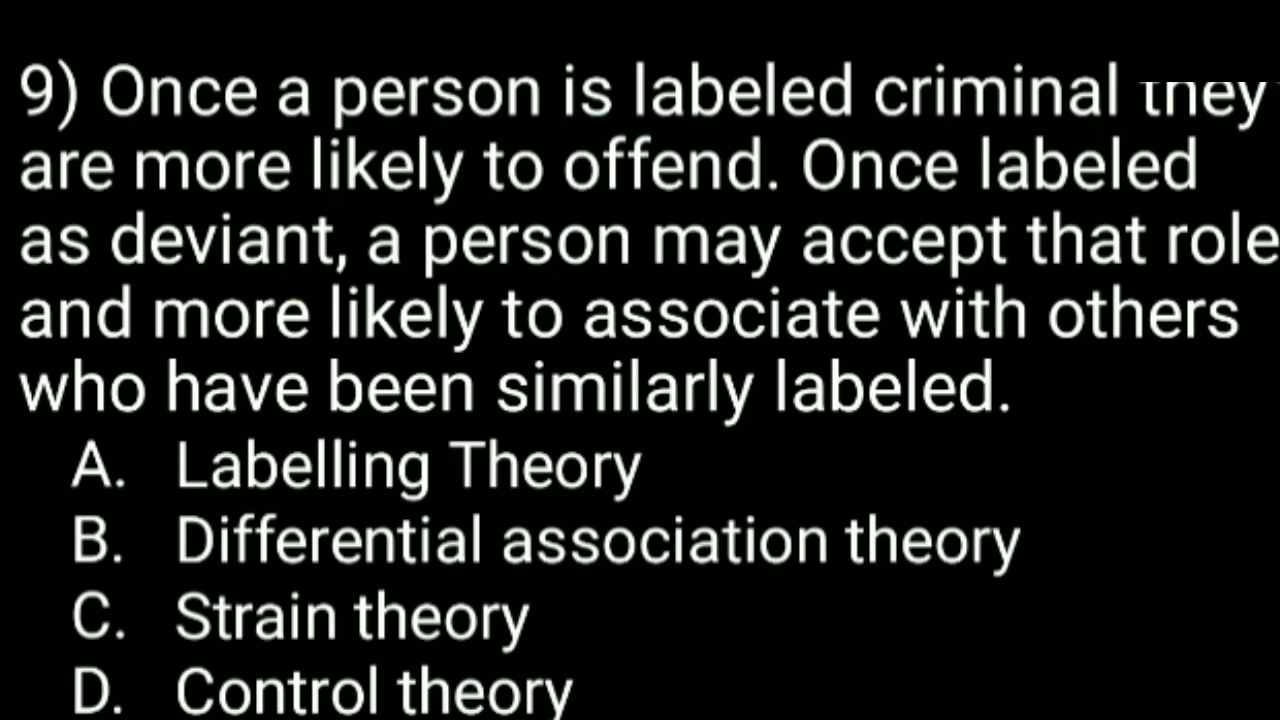 9) Once a person is labeled criminal they
are more likely to offend. Once labeled
as deviant, a person may accept that role
and more likely to associate with others
who have been similarly labeled.
A. Labelling Theory
B. Differential association theory
C. Strain theory
D. Control theory